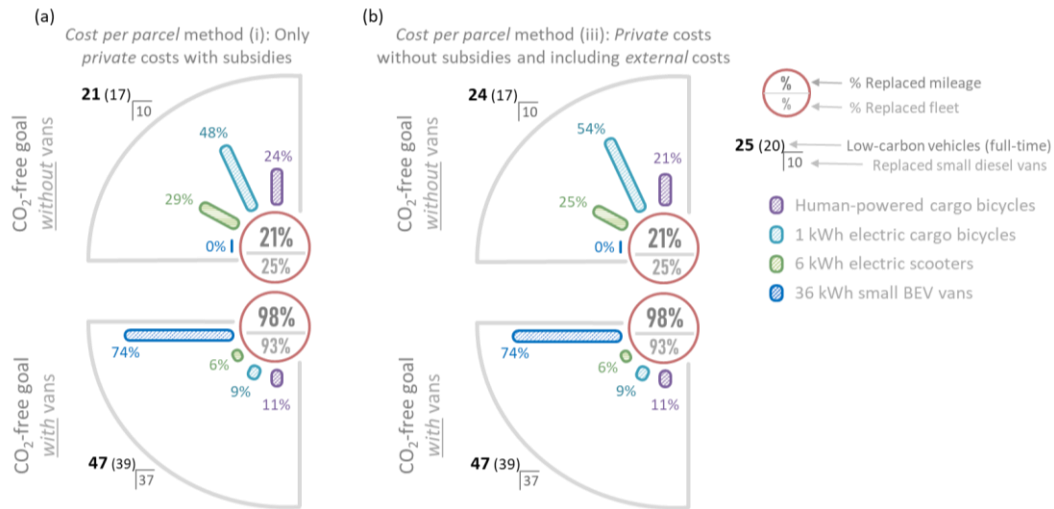 (a)
Cost per parcel method (i): Only
private costs with subsidies
21 (17)
10
CO2-free goal
without vans
48%
24%
29%
0%
21%
25%
98%
93%
CO2-free goal
with vans
74%
6%
9%
11%
47 (39)
37
(b)
Cost per parcel method (iii): Private costs
without subsidies and including external costs
24 (17)
10
CO2-free goal
without vans
54%
21%
25%
0%
21%
25%
98%
93%
CO2-free goal
with vans
74%
6%
9%
11%
47 (39)
37
%
% Replaced mileage
%
% Replaced fleet
25 (20)
Low-carbon vehicles (full-time)
10
Replaced small diesel vans
Human-powered cargo bicycles
1 kWh electric cargo bicycles
6 kWh electric scooters
36 kWh small BEV vans